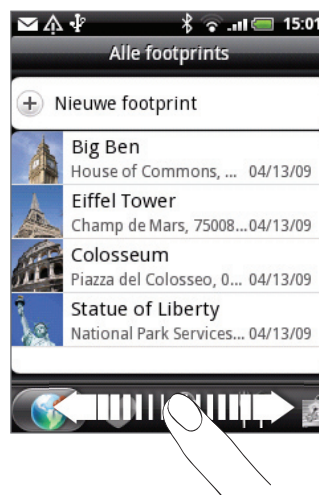 15:01
Alle footprints
Nieuwe footprint
Big Ben
House of Commons, ... 04/13/09
Eiffel Tower
Champ de Mars, 75008...04/13/09
Colosseum
Piazza del Colosseo, 0... 04/13/09
Statue of Liberty
National Park Services... 04/13/09